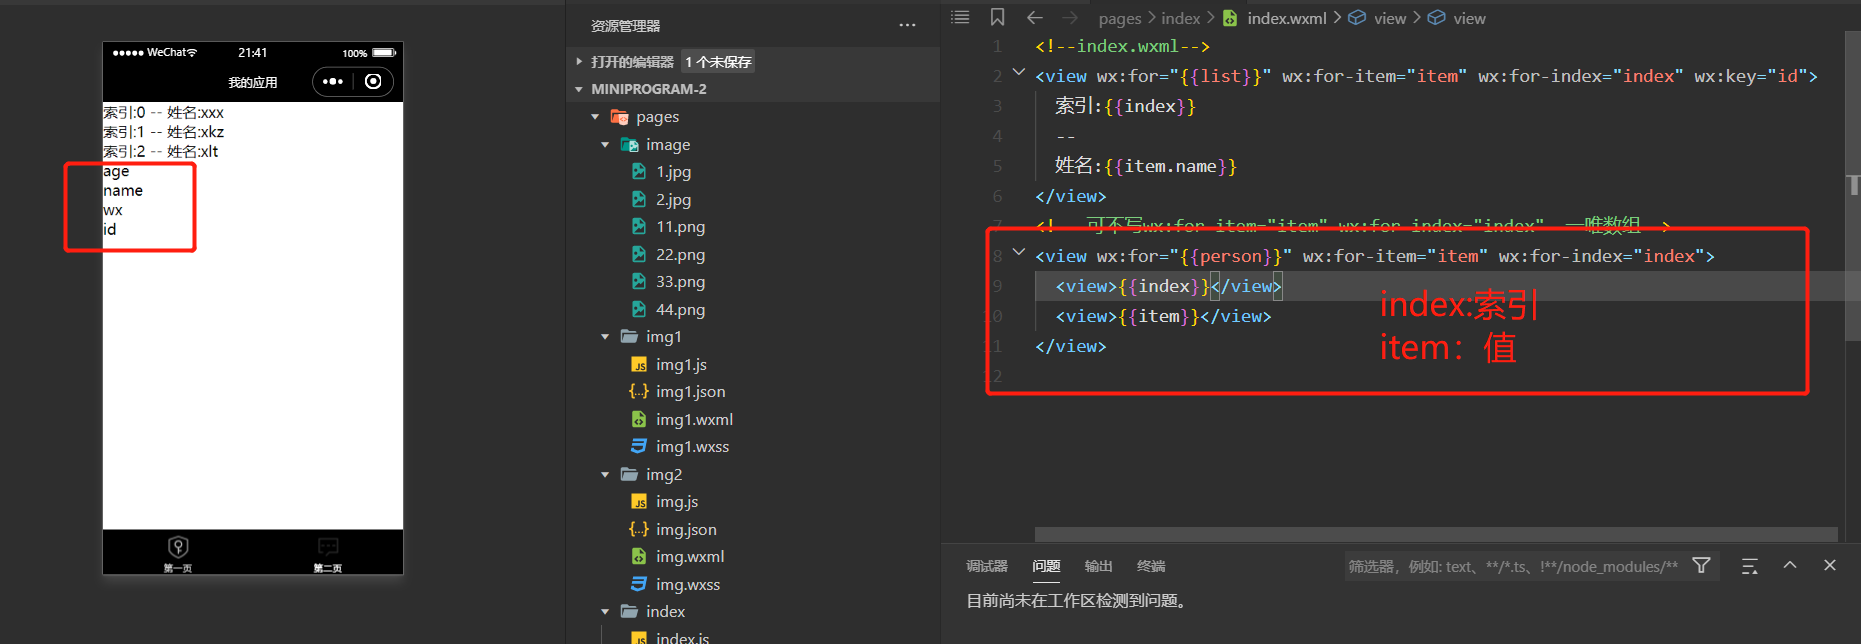 WeChat 21:41 100%
我的应用
索引:0 -- 姓名:xxx
索引:1 -- 姓名:xkz
索引:2 -- 姓名:xlt
age
name
wx
id
第一页 第二页
资源管理器
打开的编辑器 1 个未保存
MINIPROGRAM-2
pages
image
1.jpg
2.jpg
11.png
22.png
33.png
44.png
img1
img1.js
img1.json
img1.wxml
img1.wxss
img2
img.js
img.json
img.wxml
img.wxss
index
index.js
pages > index > index.wxml > view > view
1 <!--index.wxml-->
2 <view wx:for="{{list}}" wx:for-item="item" wx:for-index="index" wx:key="id">
3 索引:{{index}}
4 --
5 姓名:{{item.name}}
6 </view>
7 <!-- 可不写wx:for-item="item" wx:for-index="index" 一唯数组-->
8 <view wx:for="{{person}}" wx:for-item="item" wx:for-index="index">
9 <view>{{index}}</view>
10 <view>{{item}}</view>
11 </view>
12
index:索引
item：值
调试器 问题 输出 终端
筛选器，例如: text、**/*.ts、!**/node_modules/**
目前尚未在工作区检测到问题。